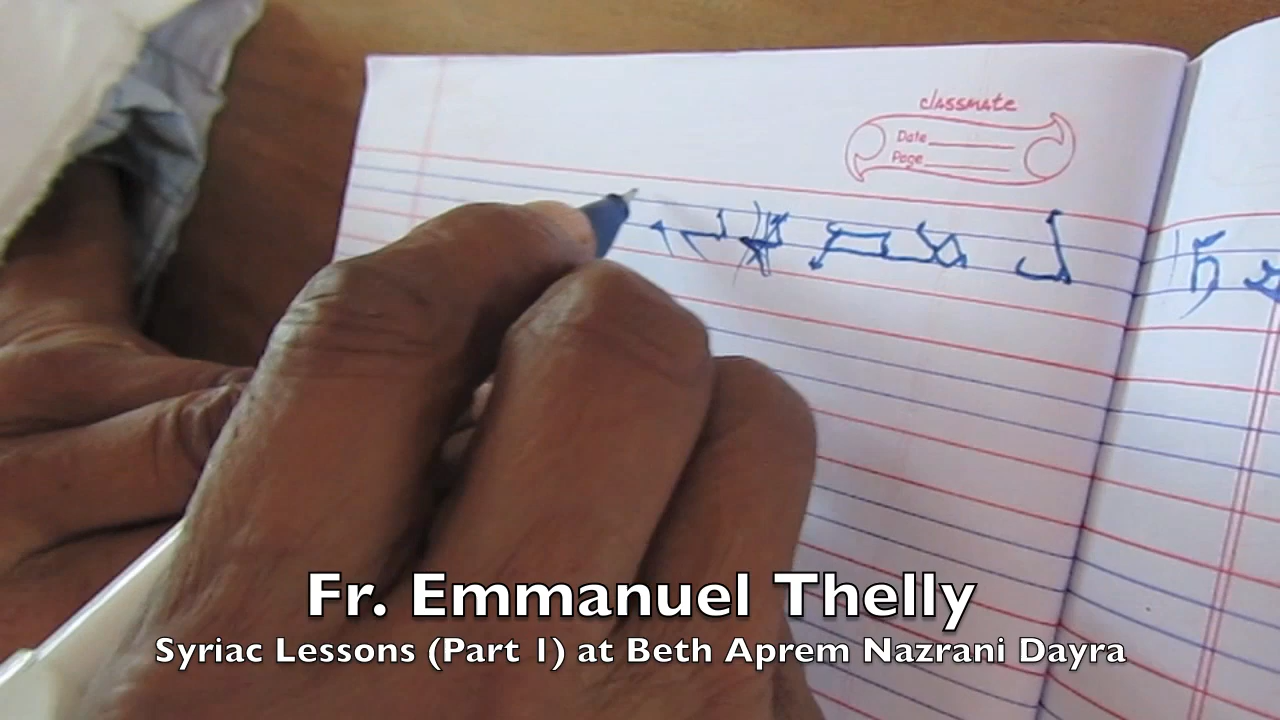 classmate
Date
Page
Fr. Emmanuel Thelly
Syriac Lessons (Part 1) at Beth Aprem Nazrani Dayra